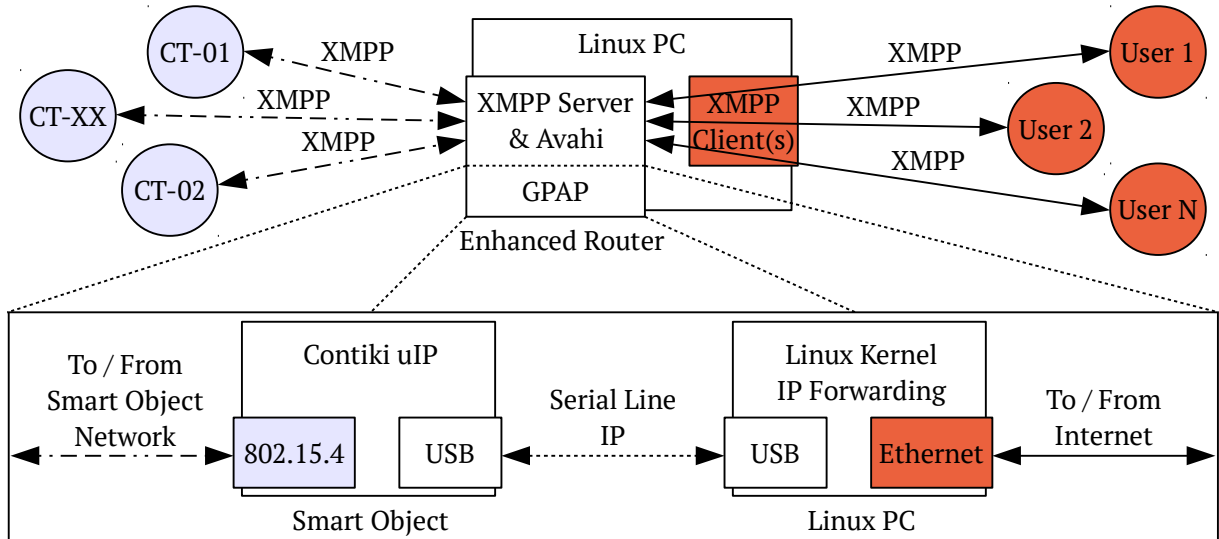 CT-01
XMPP
Linux PC
XMPP
User 1
CT-XX
XMPP
XMPP Server
& Avahi
XMPP
Client(s)
XMPP
User 2
XMPP
XMPP
CT-02
GPAP
User N
Enhanced Router
To / From
Smart Object
Network
Contiki uIP
802.15.4
USB
Smart Object
Serial Line
IP
Linux Kernel
IP Forwarding
USB
Ethernet
Linux PC
To / From
Internet